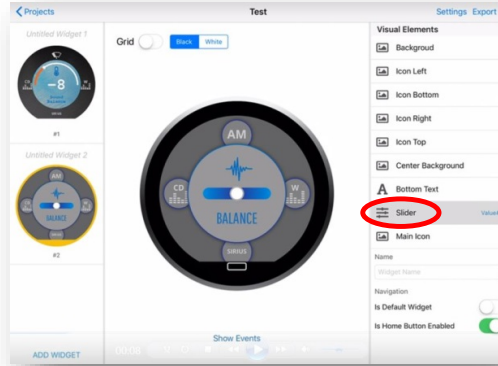 Projects
Test
Settings Export
Untitled Widget 1
Grid
Black White
-8
BALANCE
SIRIUS
#1
Untitled Widget 2
AM
#2
ADD WIDGET
AM
CD
W
BALANCE
SIRIUS
Show Events
00:08
Visual Elements
Backgroud
Icon Left
Icon Bottom
Icon Right
Icon Top
Center Background
A Bottom Text
Slider
Main Icon
Name
Widget Name
Navigation
Is Default Widget
Is Home Button Enabled